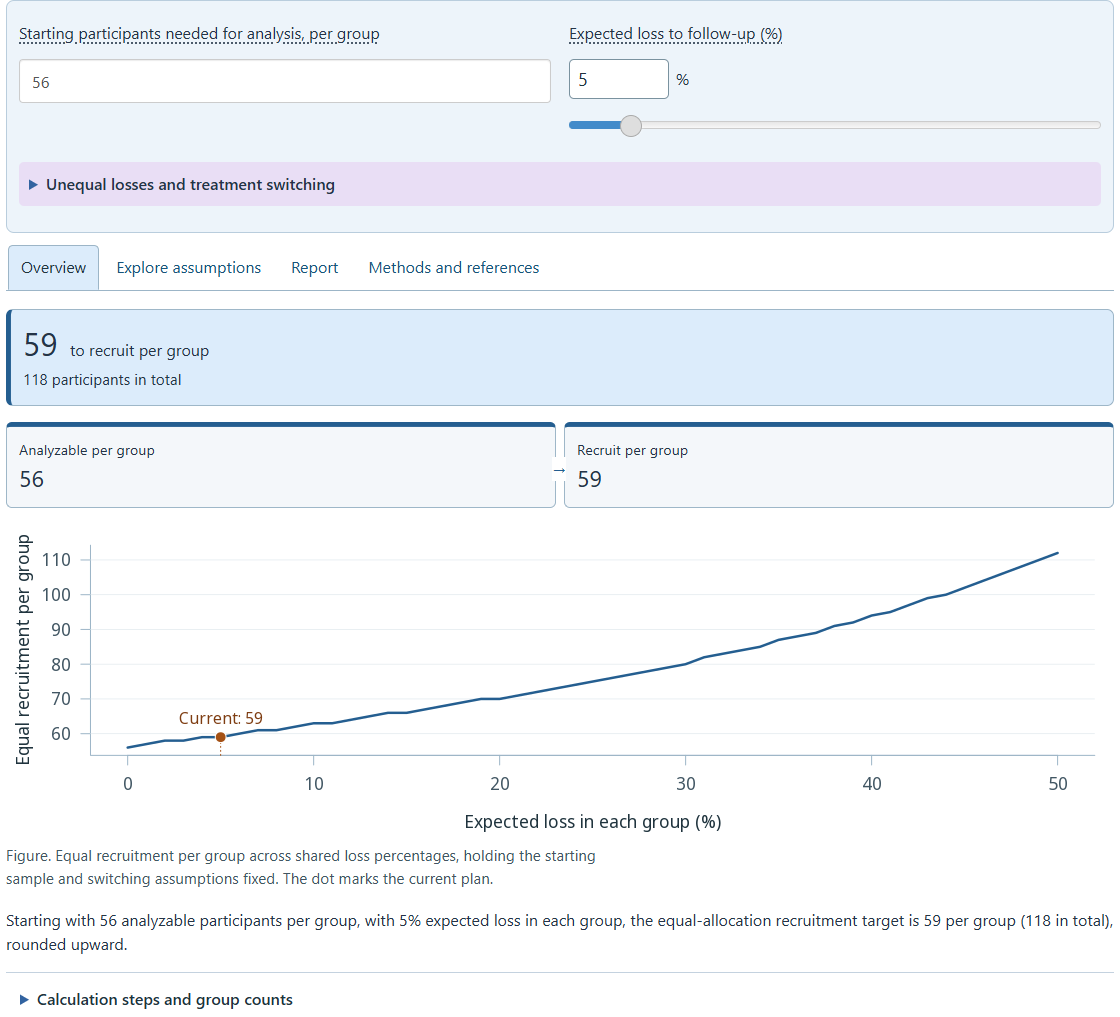 Starting participants needed for analysis, per group
Expected loss to follow-up (%)
56
5 %
▶ Unequal losses and treatment switching
Overview
Explore assumptions
Report
Methods and references
59 to recruit per group
118 participants in total
Analyzable per group
56
→
Recruit per group
59
Equal recruitment per group
110
100
90
80
70
60
Current: 59
0
10
20
30
40
50
Expected loss in each group (%)
Figure. Equal recruitment per group across shared loss percentages, holding the starting
sample and switching assumptions fixed. The dot marks the current plan.
Starting with 56 analyzable participants per group, with 5% expected loss in each group, the equal-allocation recruitment target is 59 per group (118 in total),
rounded upward.
▶ Calculation steps and group counts